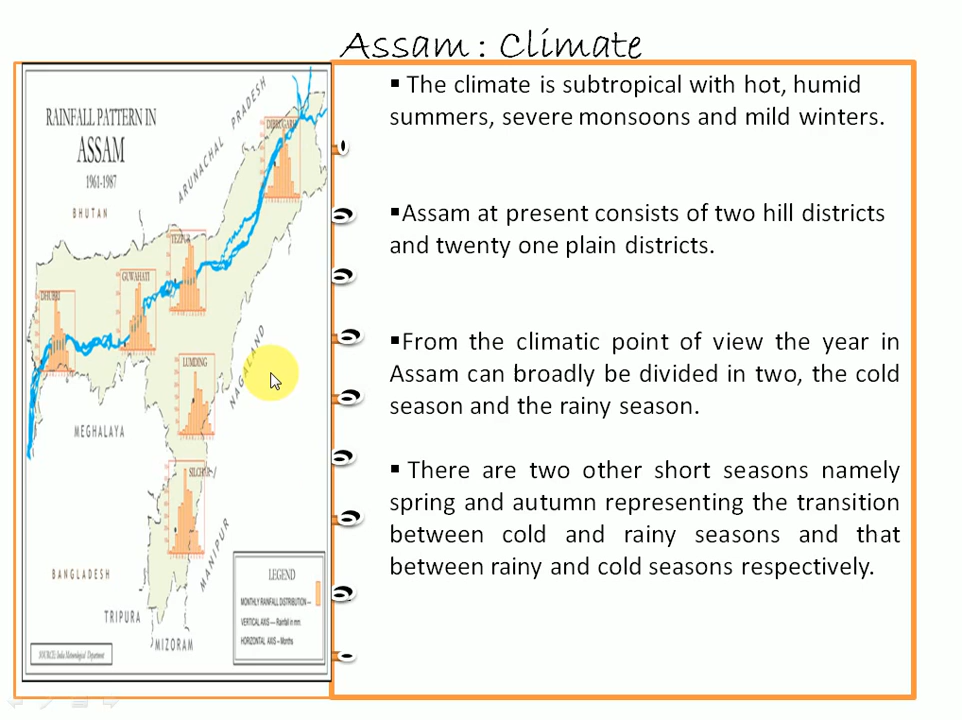 Assam : Climate
RAINFALL PATTERN IN
ASSAM
1961-1987
BHUTAN
ARUNACHAL PRADESH
DIBRUGARH
TEZPUR
GUWAHATI
DHUBRI
LUMDING
NAGALAND
MEGHALAYA
SILCHAR
MANIPUR
BANGLADESH
TRIPURA
MIZORAM
LEGEND
MONTHLY RAINFALL DISTRIBUTION —
VERTICAL AXIS — Rainfall in mm
HORIZONTAL AXIS – Months
SOURCE: India Meteorological Department
▪ The climate is subtropical with hot, humid
summers, severe monsoons and mild winters.
▪Assam at present consists of two hill districts
and twenty one plain districts.
▪From the climatic point of view the year in
Assam can broadly be divided in two, the cold
season and the rainy season.
▪ There are two other short seasons namely
spring and autumn representing the transition
between cold and rainy seasons and that
between rainy and cold seasons respectively.